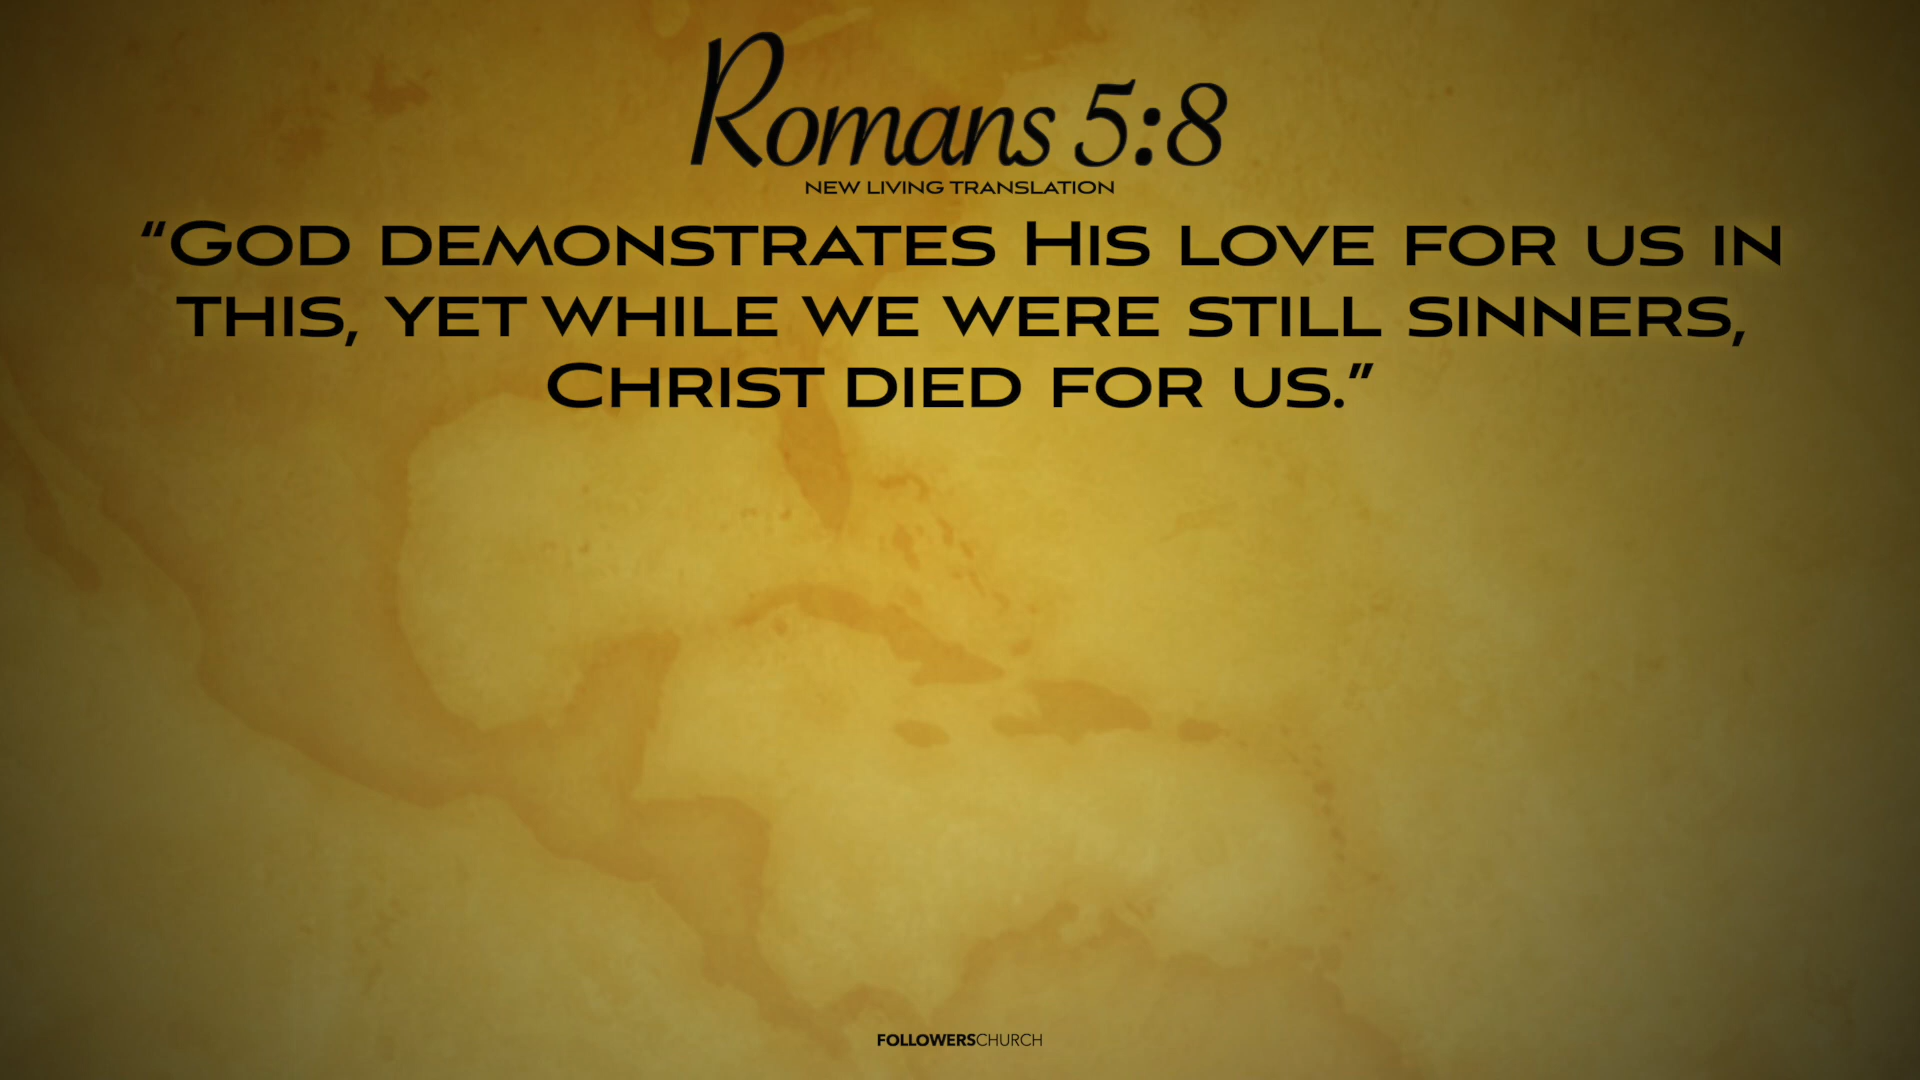 Romans 5:8
NEW LIVING TRANSLATION
“God demonstrates His love for us in
this, yet while we were still sinners,
Christ died for us.”
FOLLOWERSCHURCH